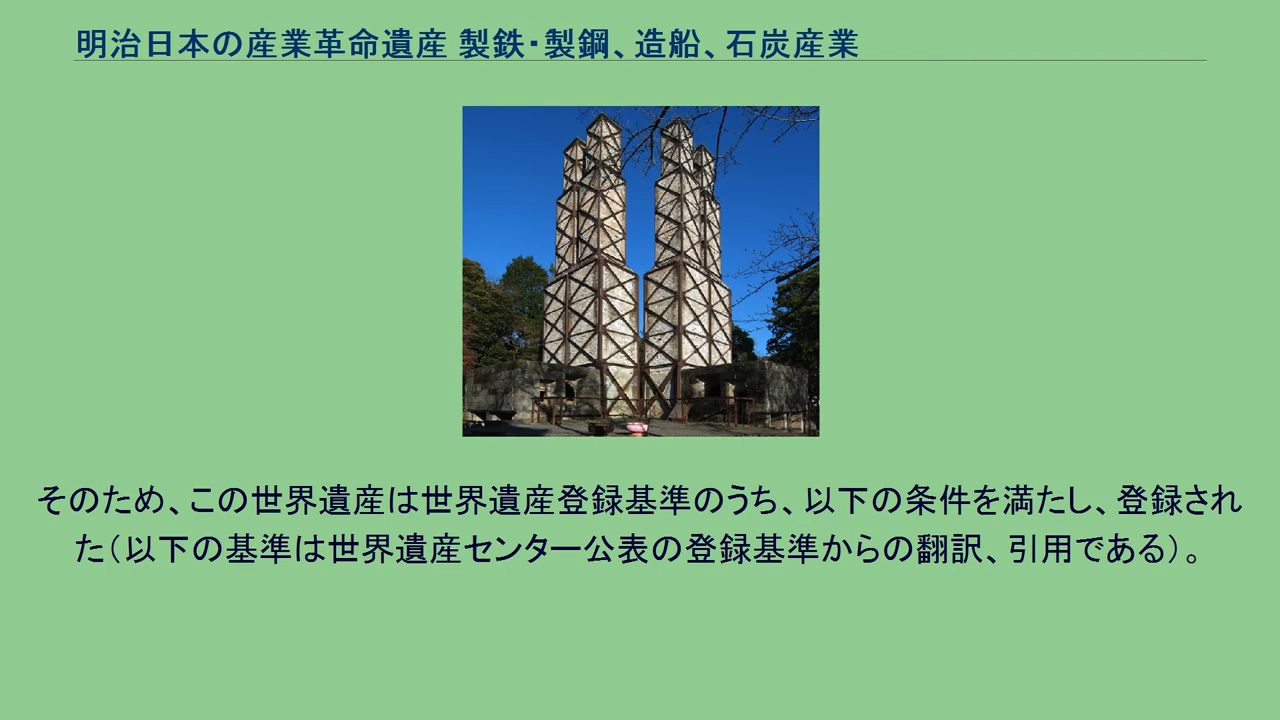 明治日本の産業革命遺産 製鉄・製鋼、造船、石炭産業
そのため、この世界遺産は世界遺産登録基準のうち、以下の条件を満たし、登録され
た（以下の基準は世界遺産センター公表の登録基準からの翻訳、引用である）。